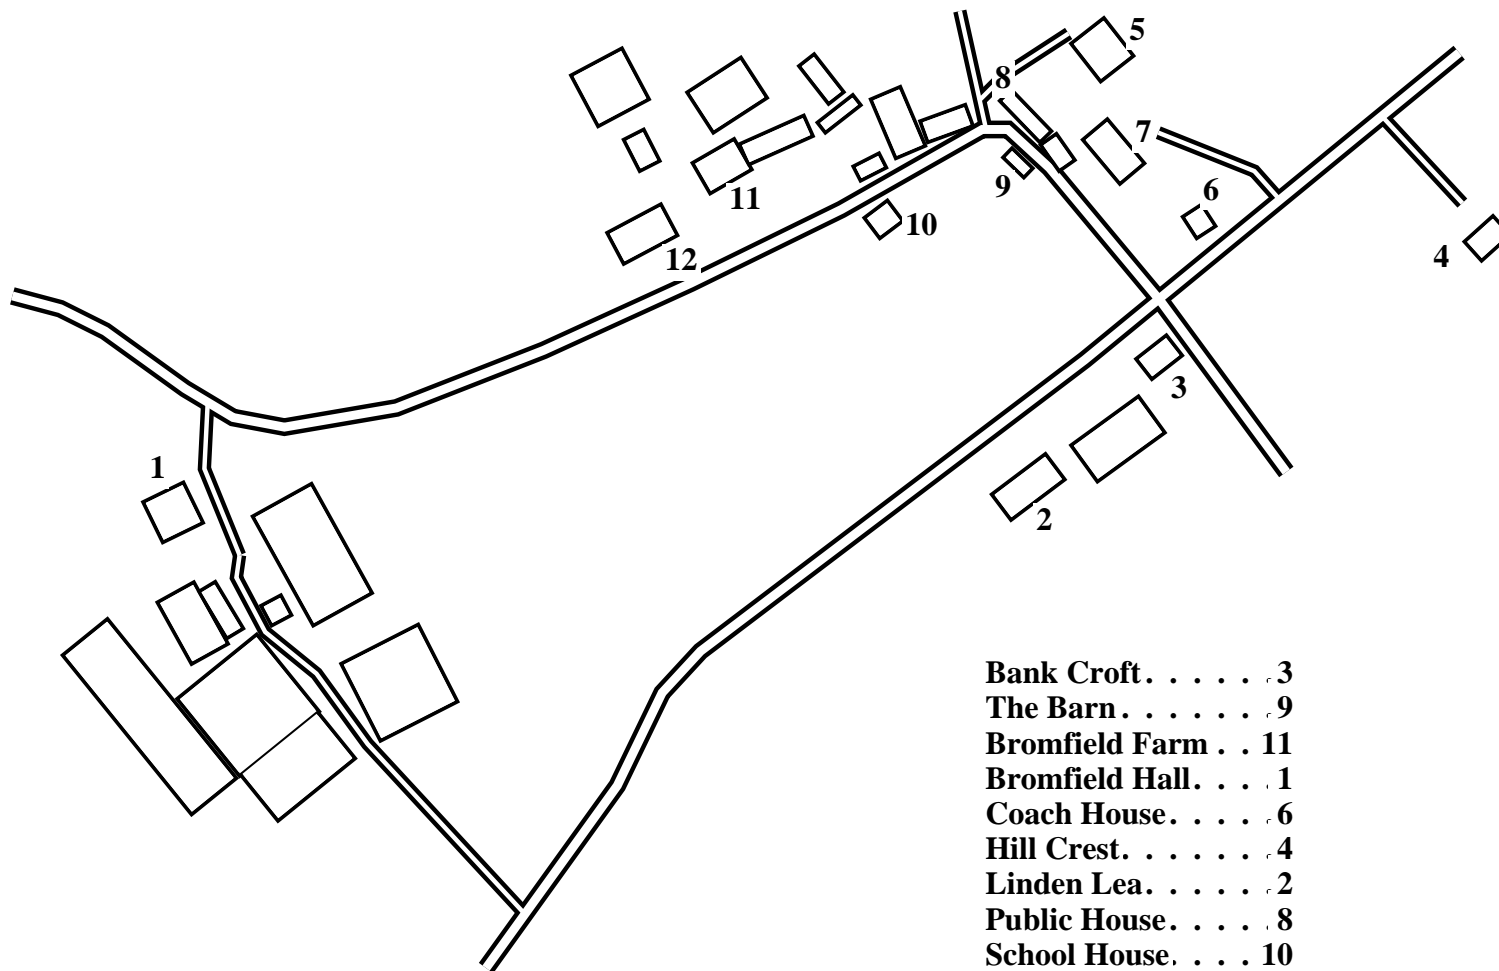 5
8
7
6
9
11
10
12
4
3
1
2
Bank Croft. . . . . . 3
The Barn . . . . . . . 9
Bromfield Farm . . 11
Bromfield Hall. . . . 1
Coach House. . . . . 6
Hill Crest. . . . . . . 4
Linden Lea. . . . . . 2
Public House. . . . . 8
School House. . . . 10